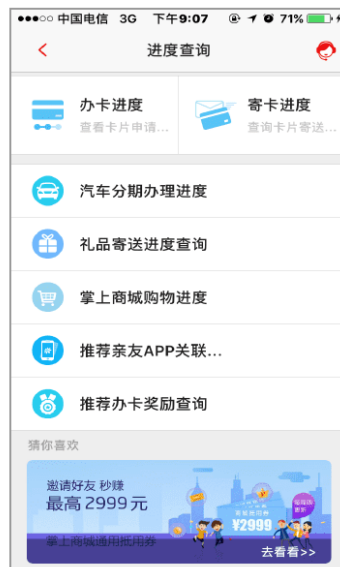 中国电信 3G 下午9:07 71%
进度查询
办卡进度
查看卡片申请...
寄卡进度
查询卡片寄送...
汽车分期办理进度
礼品寄送进度查询
掌上商城购物进度
推荐亲友APP关联...
推荐办卡奖励查询
猜你喜欢
邀请好友 秒赚
最高2999元
掌上商城通用抵用券
¥2999
去看看>>